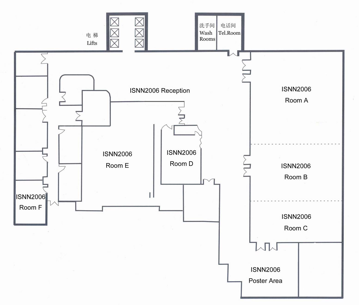 电 梯
Lifts
洗手间
Wash
Rooms
电话间
Tel.Room
ISNN2006 Reception
ISNN2006
Room A
ISNN2006
Room E
ISNN2006
Room D
ISNN2006
Room B
ISNN2006
Room F
ISNN2006
Room C
ISNN2006
Poster Area